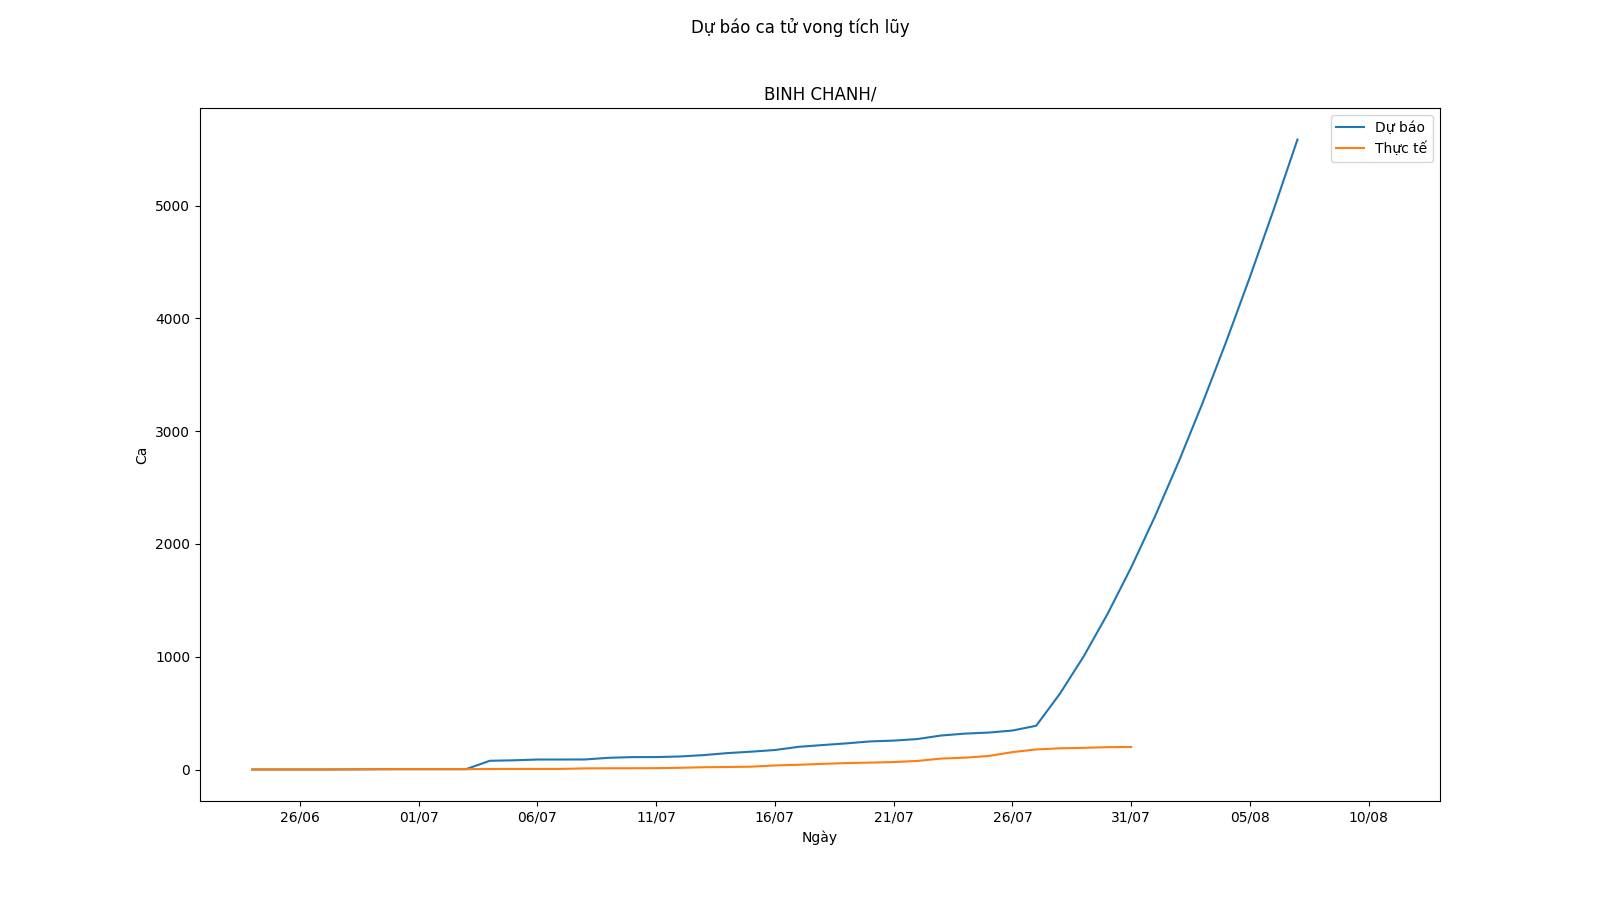 Dự báo ca tử vong tích lũy
BINH CHANH/
Dự báo
Thực tế
5000
4000
3000
2000
1000
0
Ca
26/06 01/07 06/07 11/07 16/07 21/07 26/07 31/07 05/08 10/08
Ngày